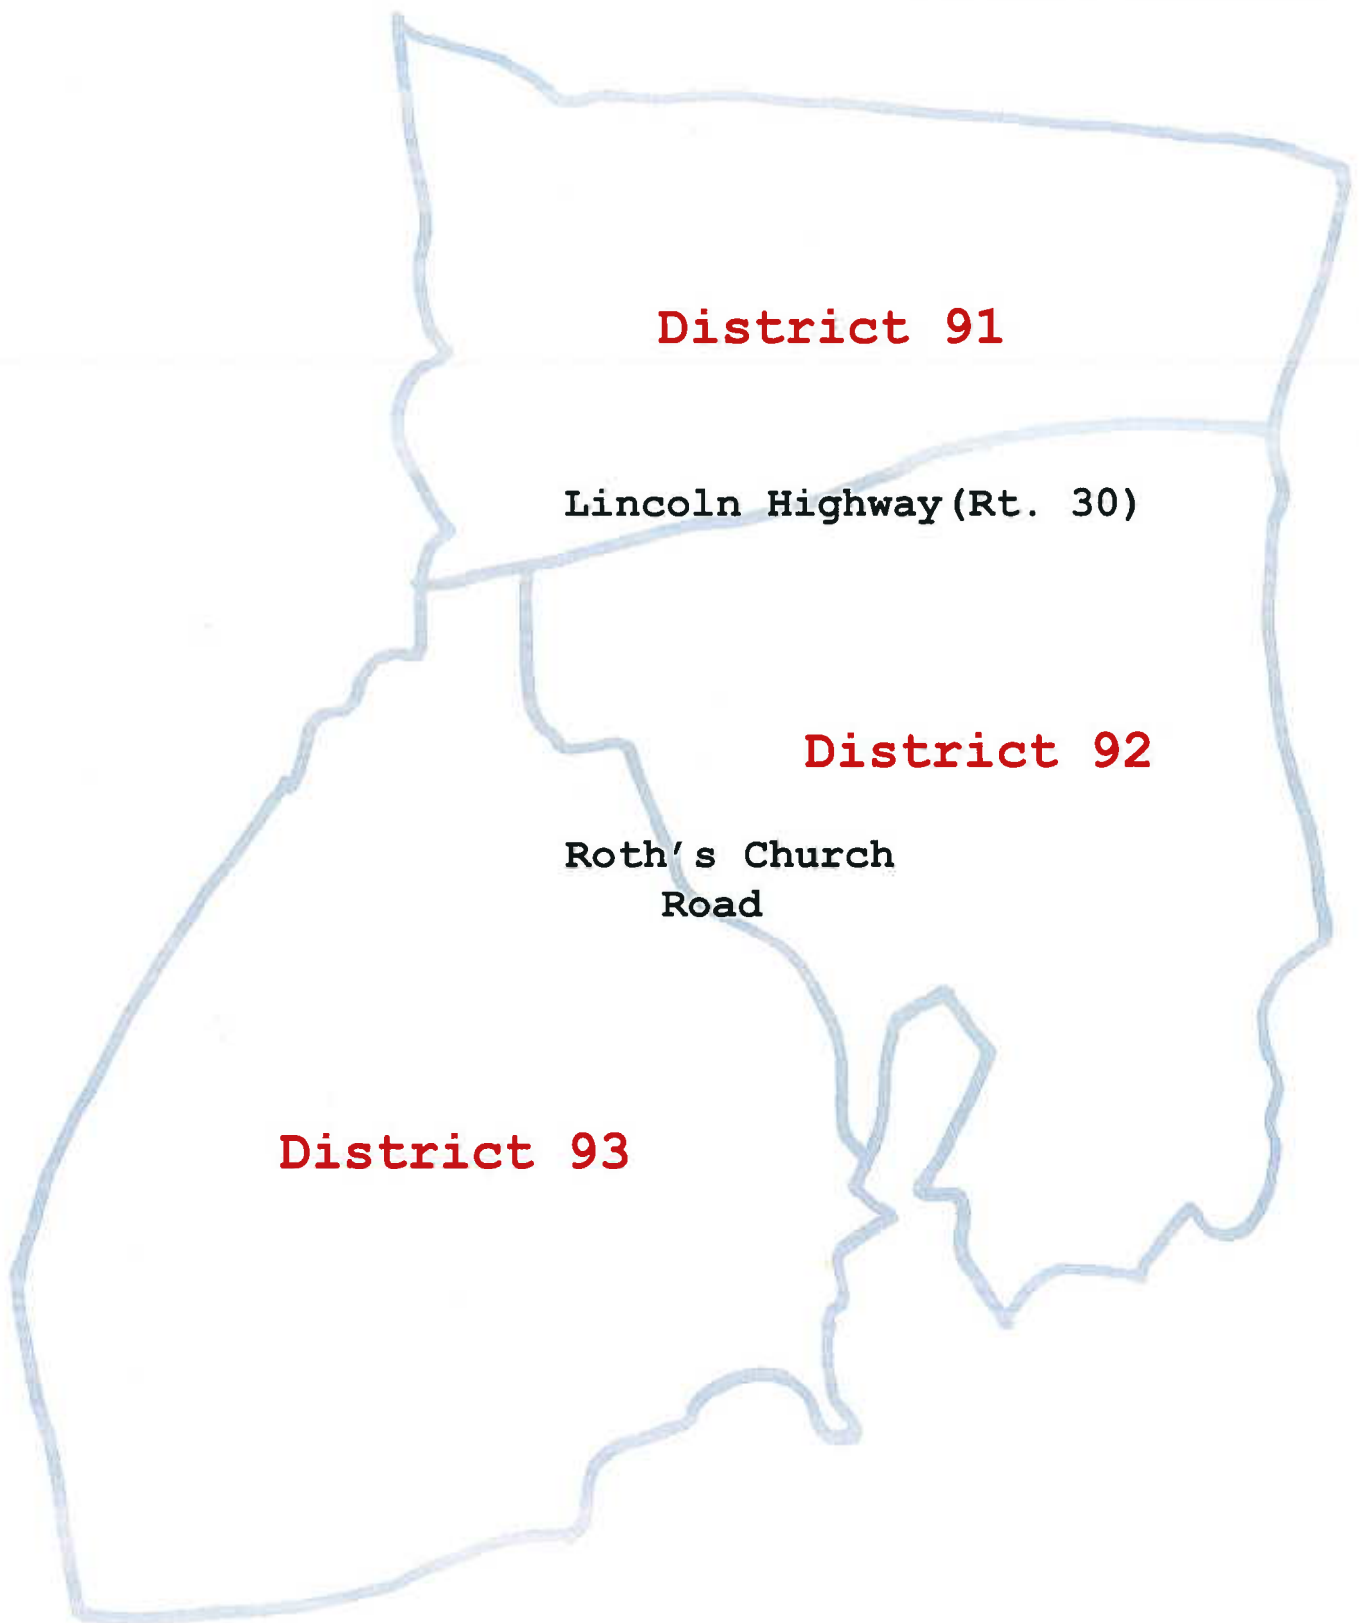 District 91
Lincoln Highway(Rt. 30)
District 92
Roth's Church
Road
District 93